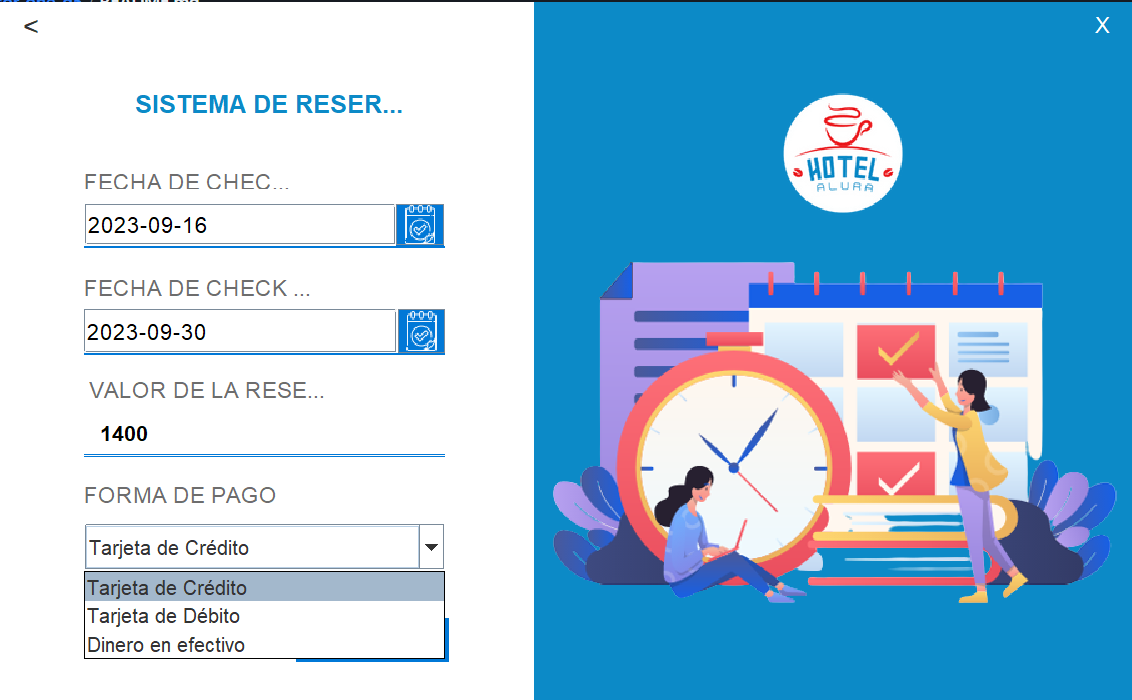 <
X
SISTEMA DE RESER...
FECHA DE CHEC...
2023-09-16
FECHA DE CHECK ...
2023-09-30
VALOR DE LA RESE...
1400
FORMA DE PAGO
Tarjeta de Crédito
Tarjeta de Crédito
Tarjeta de Débito
Dinero en efectivo
HOTEL
ALURA